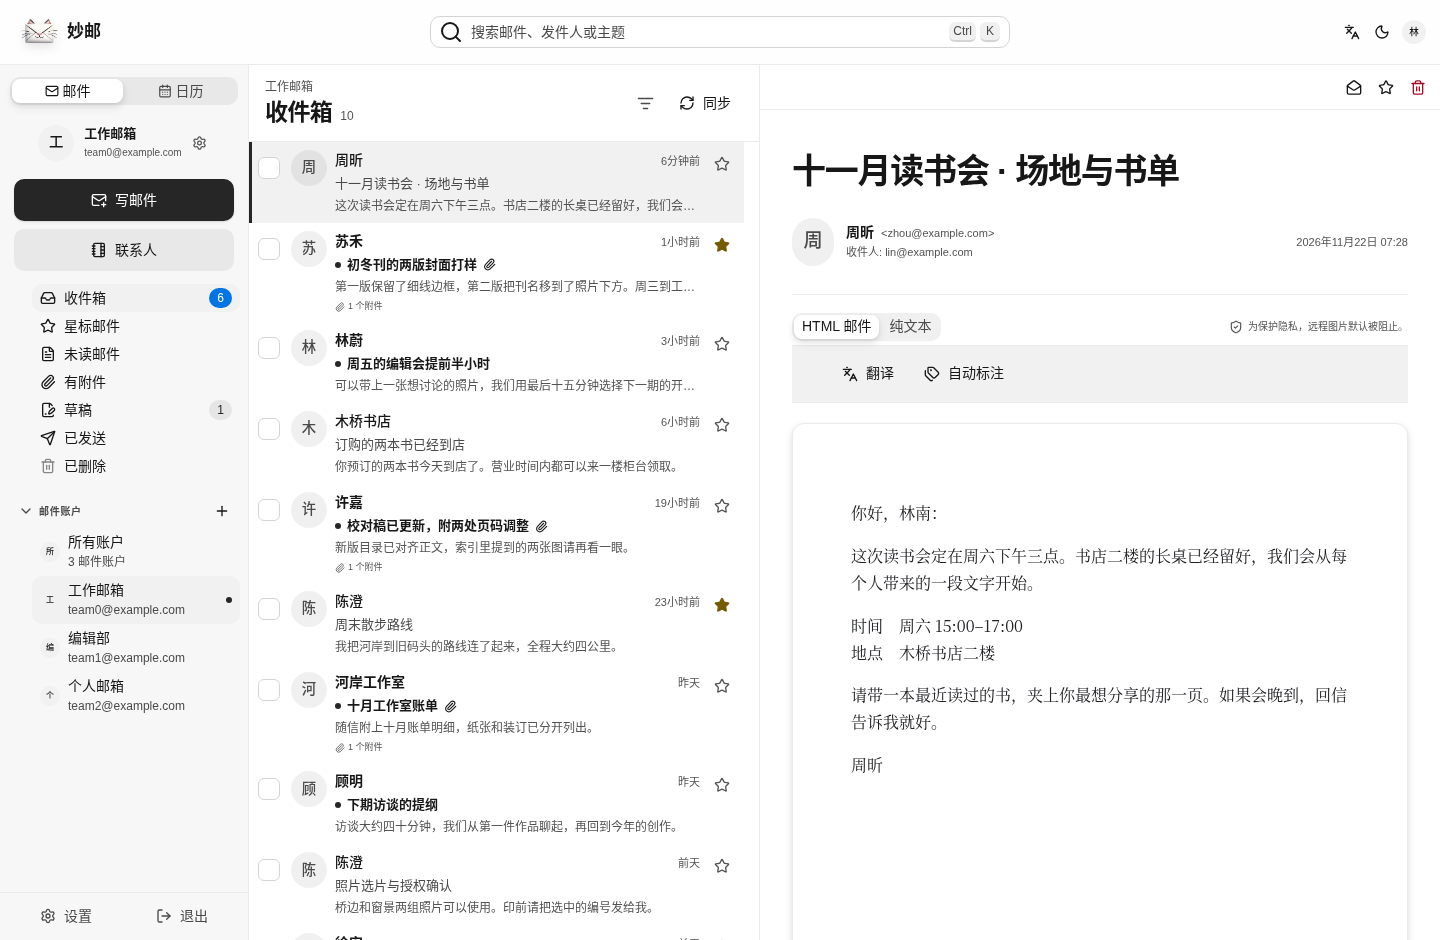 妙邮
搜索邮件、发件人或主题
Ctrl K
林
邮件
日历
工
工作邮箱
team0@example.com
写邮件
联系人
收件箱 6
星标邮件
未读邮件
有附件
草稿 1
已发送
已删除
邮件账户
所
所有账户
3 邮件账户
工
工作邮箱
team0@example.com
编
编辑部
team1@example.com
个
个人邮箱
team2@example.com
设置
退出
工作邮箱
收件箱 10
同步
周
周昕 6分钟前
十一月读书会 · 场地与书单
这次读书会定在周六下午三点。书店二楼的长桌已经留好，我们会…
苏
苏禾 1小时前
初冬刊的两版封面打样
第一版保留了细线边框，第二版把刊名移到了照片下方。周三到工…
1 个附件
林
林蔚 3小时前
周五的编辑会提前半小时
可以带上一张想讨论的照片，我们用最后十五分钟选择下一期的开…
木
木桥书店 6小时前
订购的两本书已经到店
你预订的两本书今天到店了。营业时间内都可以来一楼柜台领取。
许
许嘉 19小时前
校对稿已更新，附两处页码调整
新版目录已对齐正文，索引里提到的两张图请再看一眼。
1 个附件
陈
陈澄 23小时前
周末散步路线
我把河岸到旧码头的路线连了起来，全程大约四公里。
河
河岸工作室 昨天
十月工作室账单
随信附上十月账单明细，纸张和装订已分开列出。
1 个附件
顾
顾明 昨天
下期访谈的提纲
访谈大约四十分钟，我们从第一件作品聊起，再回到今年的创作。
陈
陈澄 前天
照片选片与授权确认
桥边和窗景两组照片可以使用。印前请把选中的编号发给我。
十一月读书会 · 场地与书单
周
周昕 <zhou@example.com>
收件人: lin@example.com
2026年11月22日 07:28
HTML 邮件
纯文本
为保护隐私，远程图片默认被阻止。
翻译
自动标注
你好，林南：
这次读书会定在周六下午三点。书店二楼的长桌已经留好，我们会从每
个人带来的一段文字开始。
时间　周六 15:00–17:00
地点　木桥书店二楼
请带一本最近读过的书，夹上你最想分享的那一页。如果会晚到，回信
告诉我就好。
周昕